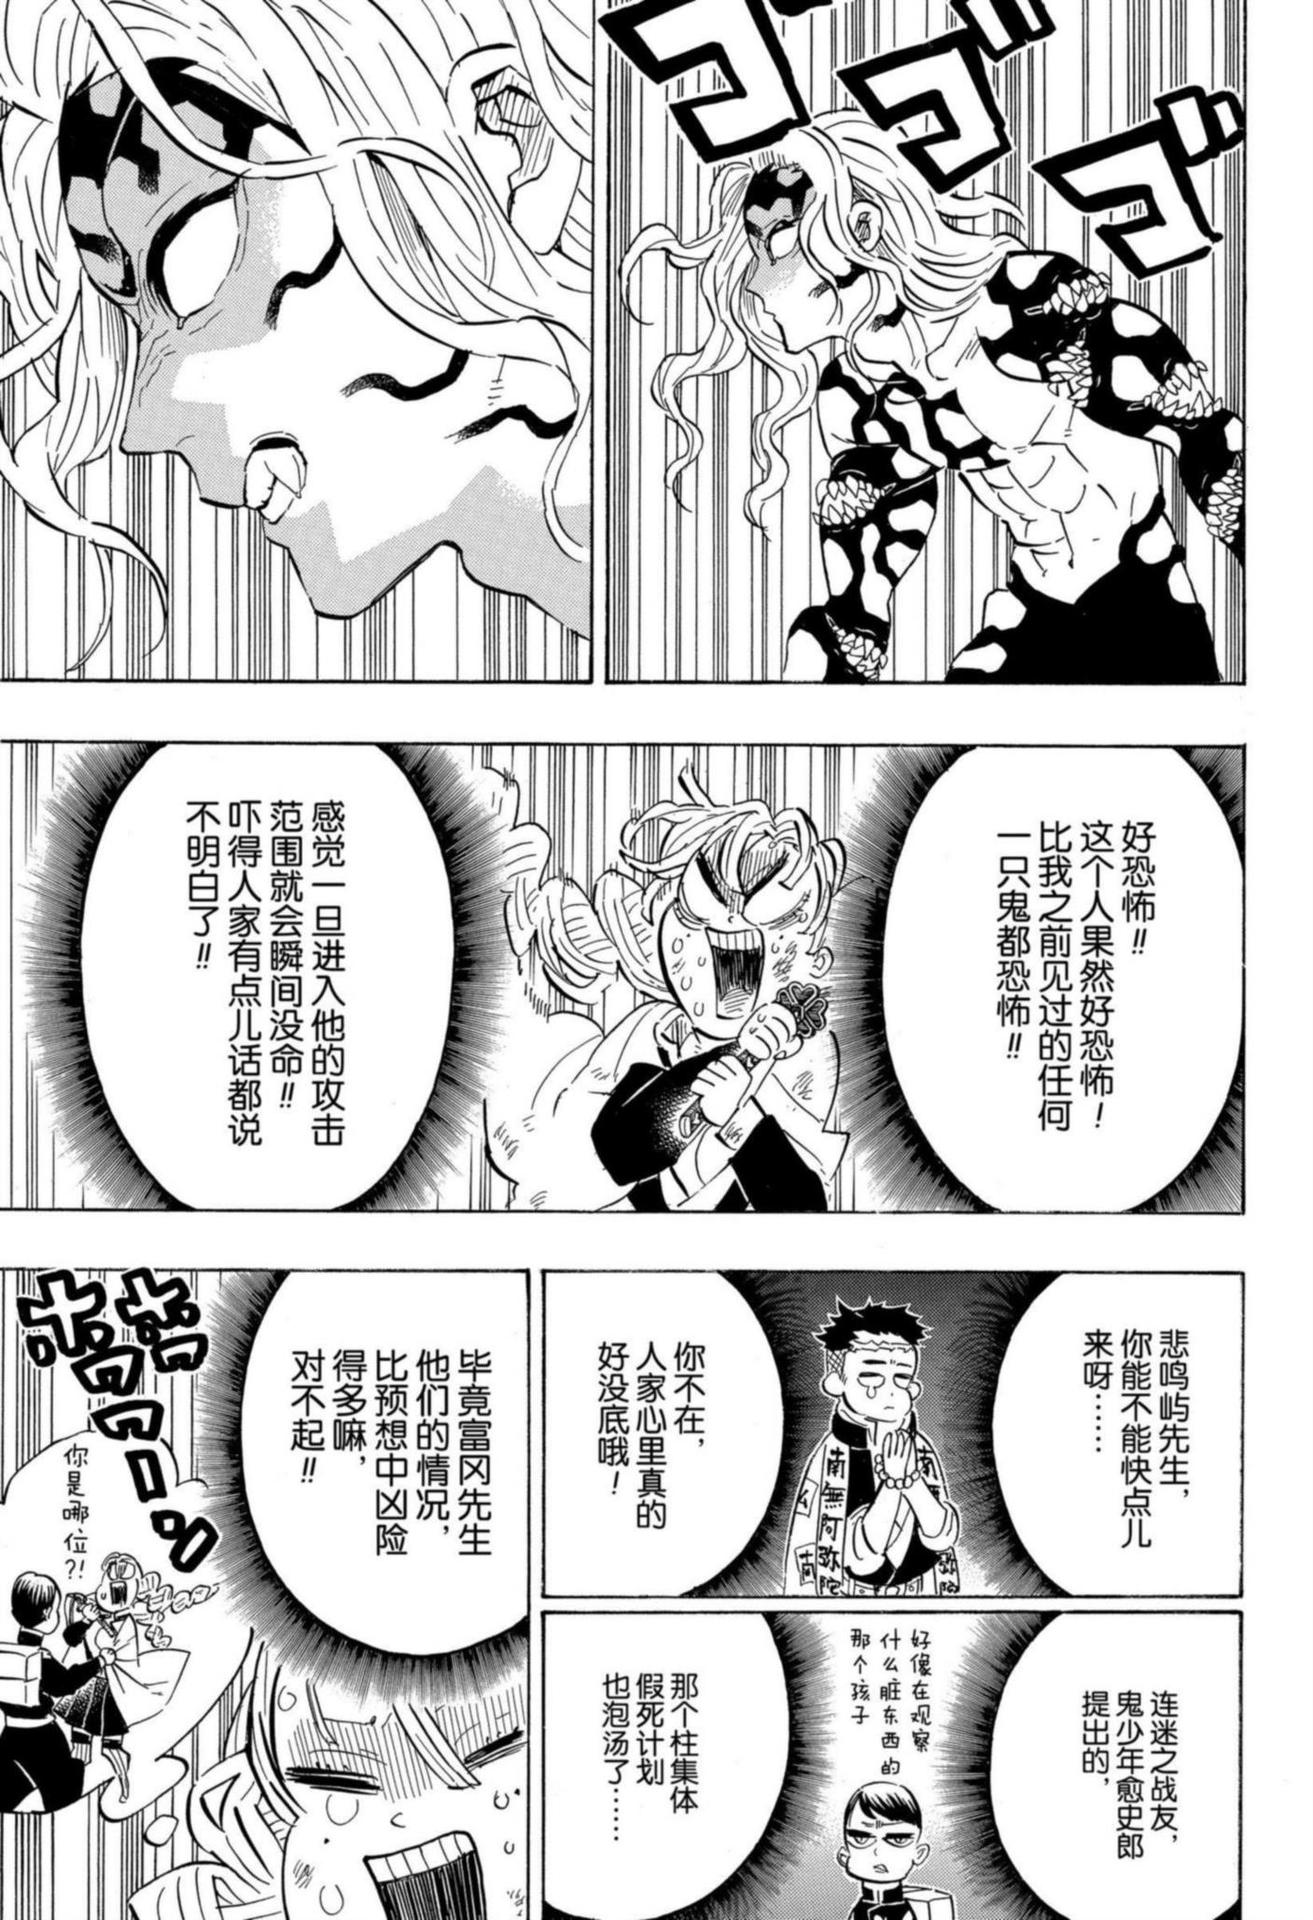 ゴゴゴ
好恐怖!!
这个人果然好恐怖!
比我之前见过的任何
一只鬼都恐怖!!
感觉一旦进入他的攻击
范围就会瞬间没命!!
吓得人家有点儿话都说
不明白了!!
悲鸣屿先生,
你能不能快点儿
来呀……
南無阿弥陀
南
弥陀
南
你不在,
人家心里真的
好没底哦!
连谜之战友,
鬼少年愈史郎
提出的,
好像在观察
什么脏东西的
那个孩子
那个柱集体
假死计划
也泡汤了……
毕竟富冈先生
他们的情况,
比预想中凶险
得多嘛,
对不起!!
你是哪位?!